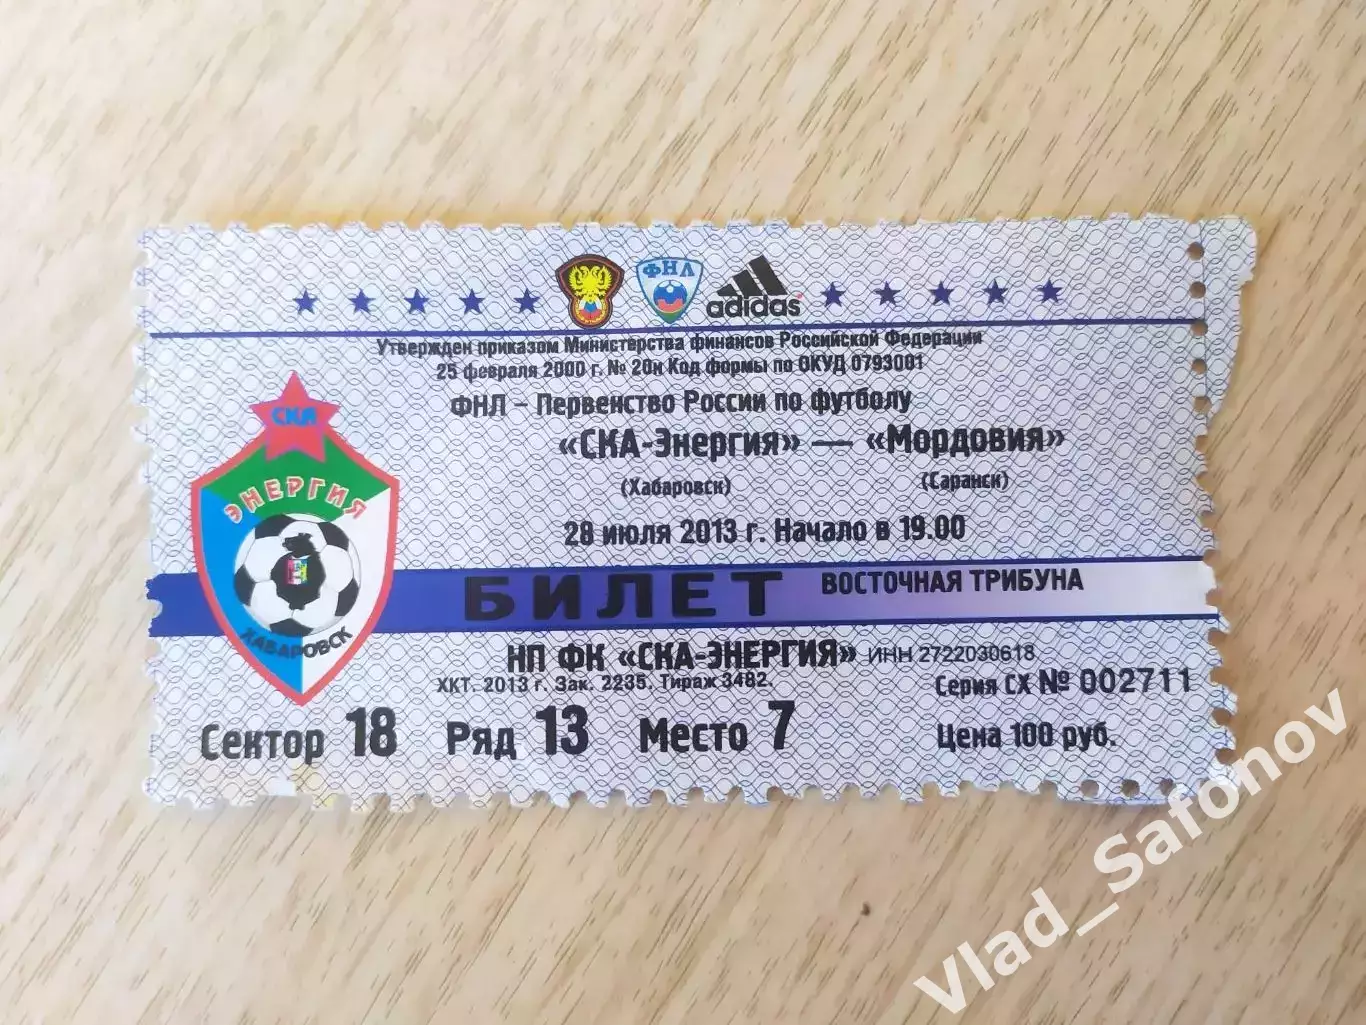 ФНЛ
adidas
Утвержден приказом Министерства финансов Российской Федерации
25 февраля 2000 г. № 20н Код формы по ОКУД 0793001
ФНЛ – Первенство России по футболу
«СКА-Энергия» — «Мордовия»
(Хабаровск) (Саранск)
28 июля 2013 г. Начало в 19.00
СКА
ЭНЕРГИЯ
ХАБАРОВСК
БИЛЕТ ВОСТОЧНАЯ ТРИБУНА
НП ФК «СКА-ЭНЕРГИЯ» ИНН 2722030618
ХКТ. 2013 г. Зак. 2235. Тираж 3482. Серия СХ № 002711
Сектор 18 Ряд 13 Место 7 Цена 100 руб.
Vlad_Safonov